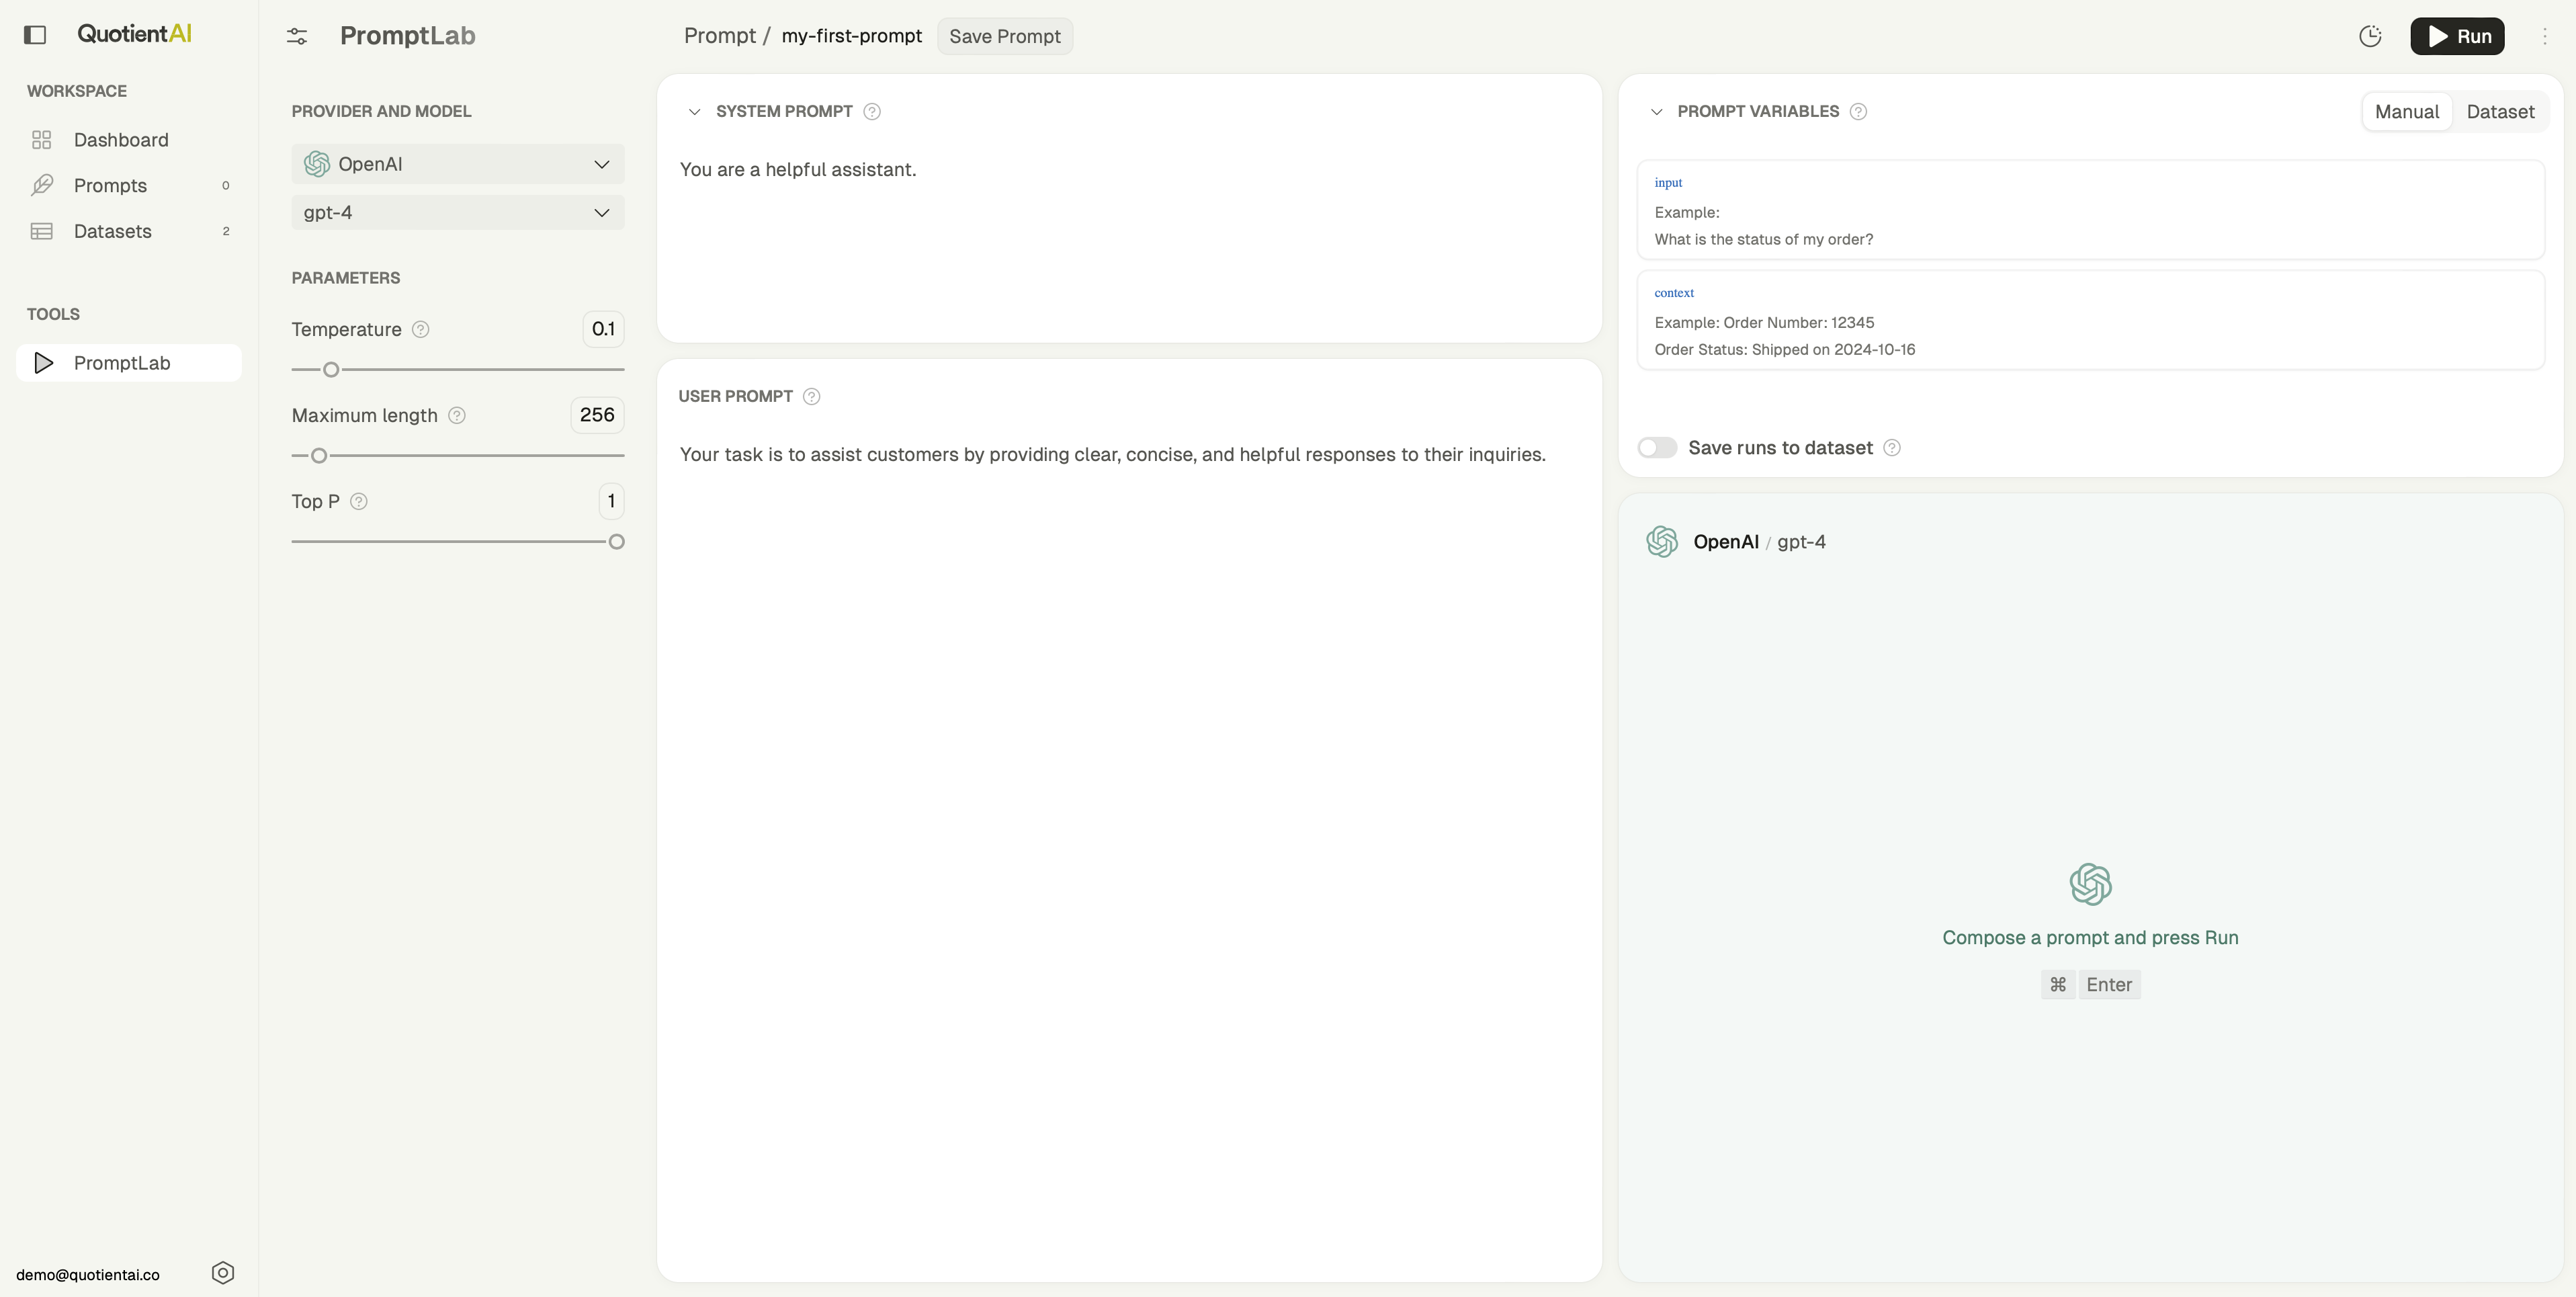 QuotientAI
WORKSPACE
Dashboard
Prompts 0
Datasets 2
TOOLS
PromptLab
demo@quotientai.co
PromptLab
PROVIDER AND MODEL
OpenAI
gpt-4
PARAMETERS
Temperature 0.1
Maximum length 256
Top P 1
Prompt / my-first-prompt Save Prompt
Run
SYSTEM PROMPT
You are a helpful assistant.
USER PROMPT
Your task is to assist customers by providing clear, concise, and helpful responses to their inquiries.
PROMPT VARIABLES
Manual Dataset
input
Example:
What is the status of my order?
context
Example: Order Number: 12345
Order Status: Shipped on 2024-10-16
Save runs to dataset
OpenAI / gpt-4
Compose a prompt and press Run
⌘ Enter